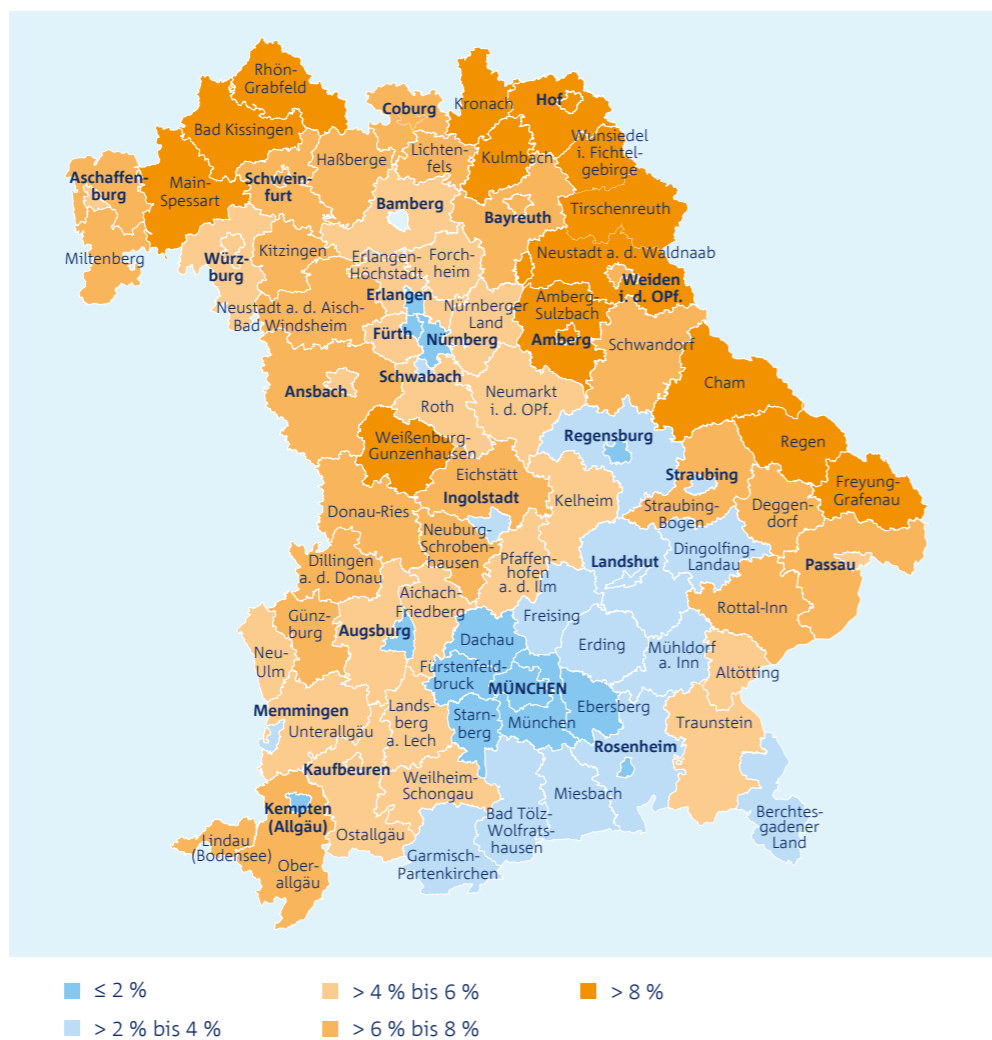 Rhön-
Grabfeld
Coburg
Kronach
Hof
Bad Kissingen
Wunsiedel
i. Fichtel-
gebirge
Haßberge
Lichten-
fels
Kulmbach
Aschaffen-
burg
Main-
Spessart
Schwein-
furt
Bamberg
Bayreuth
Tirschenreuth
Miltenberg
Würz-
burg
Kitzingen
Erlangen-
Höchstadt
Forch-
heim
Neustadt a. d. Waldnaab
Weiden
i. d. OPf.
Neustadt a. d. Aisch-
Bad Windsheim
Erlangen
Nürnberger
Land
Amberg-
Sulzbach
Fürth
Nürnberg
Amberg
Schwandorf
Ansbach
Schwabach
Roth
Neumarkt
i. d. OPf.
Cham
Weißenburg-
Gunzenhausen
Regensburg
Regen
Eichstätt
Ingolstadt
Straubing
Freyung-
Grafenau
Donau-Ries
Kelheim
Straubing-
Bogen
Deggen-
dorf
Neuburg-
Schroben-
hausen
Pfaffen-
hofen
a. d. Ilm
Dillingen
a. d. Donau
Landshut
Dingolfing-
Landau
Passau
Aichach-
Friedberg
Günz-
burg
Augsburg
Freising
Rottal-Inn
Dachau
Erding
Mühldorf
a. Inn
Neu-
Ulm
Fürstenfeld-
bruck
MÜNCHEN
Altötting
Memmingen
Unterallgäu
Lands-
berg
a. Lech
Starn-
berg
München
Ebersberg
Traunstein
Rosenheim
Kaufbeuren
Weilheim-
Schongau
Miesbach
Kempten
(Allgäu)
Ostallgäu
Bad Tölz-
Wolfrats-
hausen
Berchtes-
gadener
Land
Lindau
(Bodensee)
Ober-
allgäu
Garmisch-
Partenkirchen
≤ 2 %
> 4 % bis 6 %
> 8 %
> 2 % bis 4 %
> 6 % bis 8 %